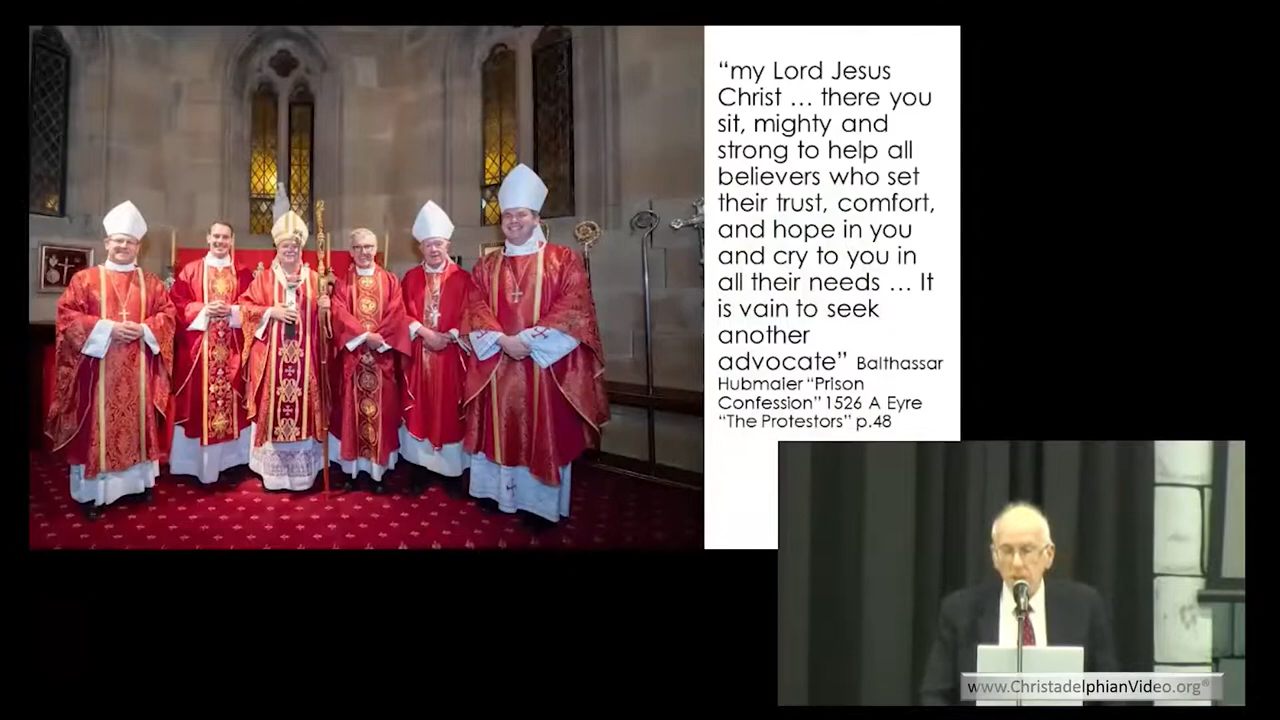 “my Lord Jesus
Christ … there you
sit, mighty and
strong to help all
believers who set
their trust, comfort,
and hope in you
and cry to you in
all their needs … It
is vain to seek
another
advocate” Balthassar
Hubmaier “Prison
Confession” 1526 A Eyre
“The Protestors” p.48
www.ChristadelphianVideo.org®